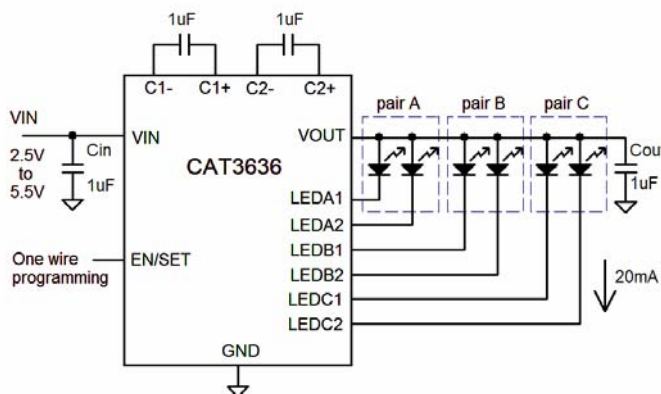 1uF
1uF
C1-
C1+
C2-
C2+
pair A
pair B
pair C
VIN
VIN
VOUT
Cin
Cout
2.5V
to
5.5V
1uF
1uF
CAT3636
LEDA1
LEDA2
LEDB1
LEDB2
LEDC1
LEDC2
One wire
programming
EN/SET
20mA
GND